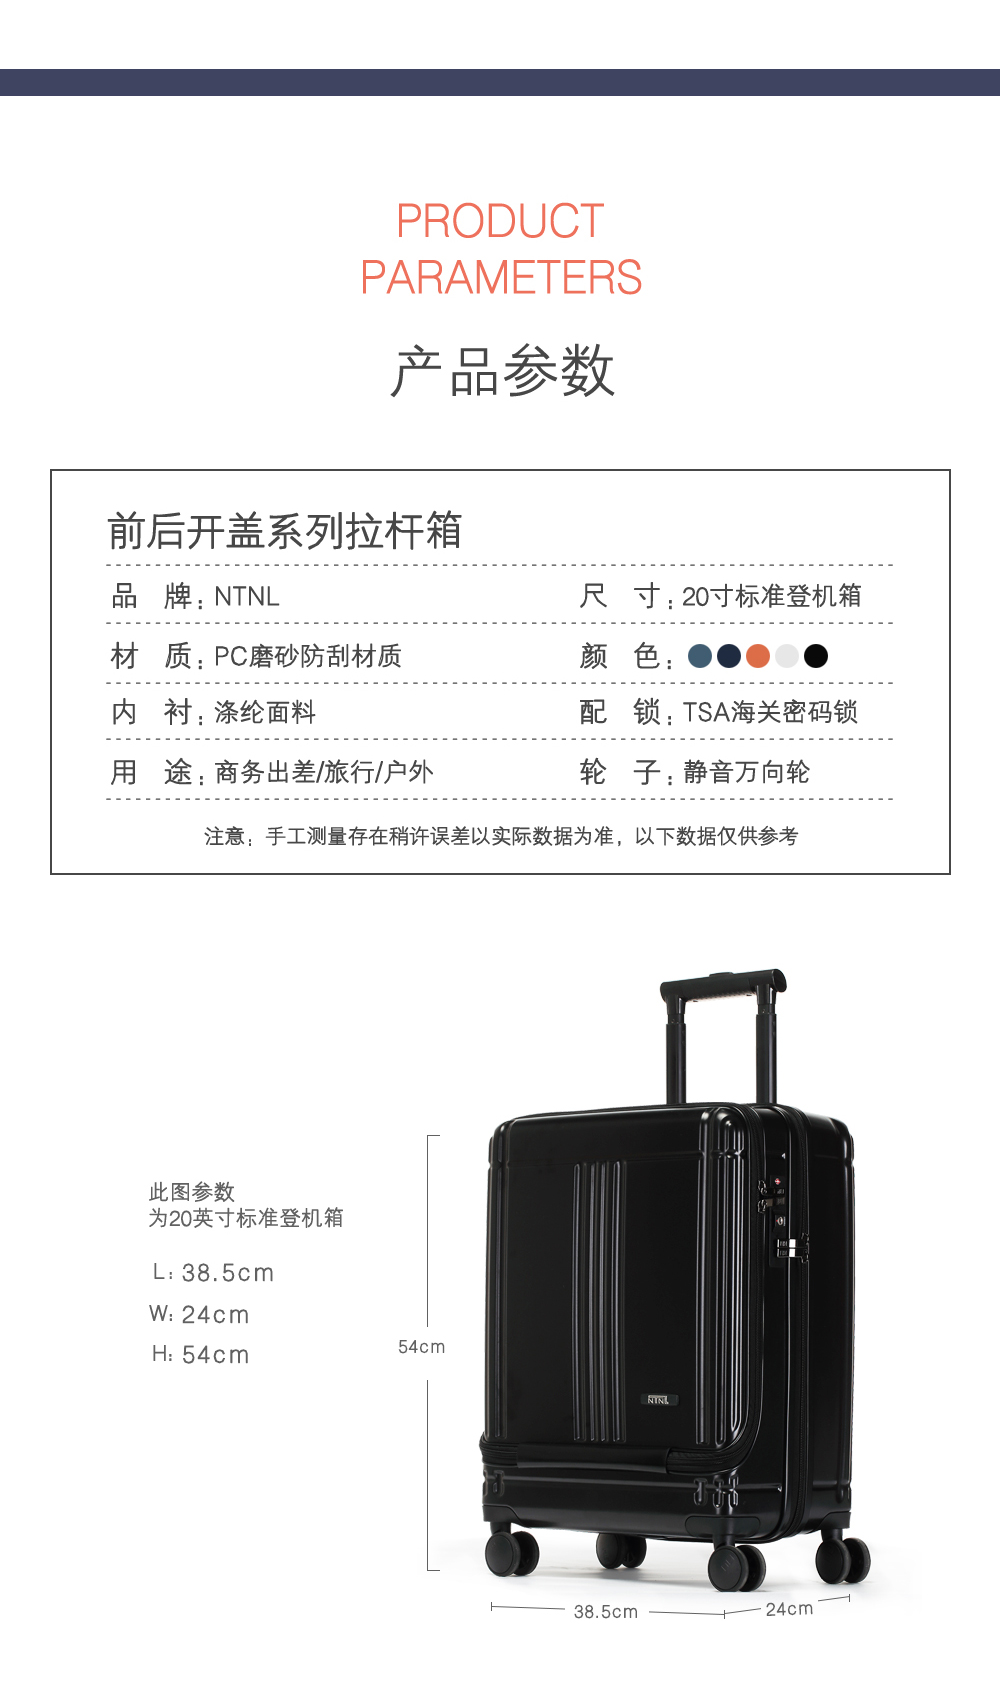 PRODUCT
PARAMETERS
产品参数
前后开盖系列拉杆箱
品 牌：NTNL 尺 寸：20寸标准登机箱
材 质：PC磨砂防刮材质 颜 色：
内 衬：涤纶面料 配 锁：TSA海关密码锁
用 途：商务出差/旅行/户外 轮 子：静音万向轮
注意：手工测量存在稍许误差以实际数据为准，以下数据仅供参考
此图参数
为20英寸标准登机箱
L: 38.5cm
W: 24cm
H: 54cm
54cm
NTNL
38.5cm
24cm